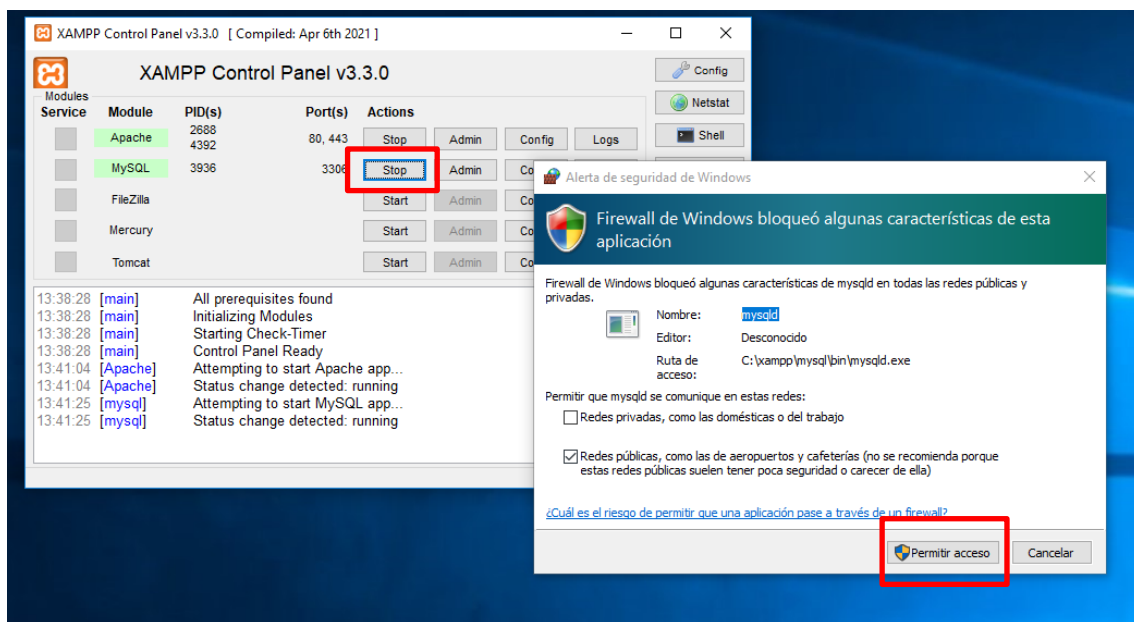 XAMPP Control Panel v3.3.0 [ Compiled: Apr 6th 2021 ]
XAMPP Control Panel v3.3.0
Config
Modules
Service Module PID(s) Port(s) Actions
Netstat
Apache 2688 4392 80, 443 Stop Admin Config Logs
Shell
MySQL 3936 3306 Stop Admin
FileZilla Start Admin
Mercury Start Admin
Tomcat Start Admin
13:38:28 [main] All prerequisites found
13:38:28 [main] Initializing Modules
13:38:28 [main] Starting Check-Timer
13:38:28 [main] Control Panel Ready
13:41:04 [Apache] Attempting to start Apache app...
13:41:04 [Apache] Status change detected: running
13:41:25 [mysql] Attempting to start MySQL app...
13:41:25 [mysql] Status change detected: running
Alerta de seguridad de Windows
Firewall de Windows bloqueó algunas características de esta
aplicación
Firewall de Windows bloqueó algunas características de mysqld en todas las redes públicas y
privadas.
Nombre: mysqld
Editor: Desconocido
Ruta de acceso: C:\xampp\mysql\bin\mysqld.exe
Permitir que mysqld se comunique en estas redes:
Redes privadas, como las domésticas o del trabajo
Redes públicas, como las de aeropuertos y cafeterías (no se recomienda porque
estas redes públicas suelen tener poca seguridad o carecer de ella)
¿Cuál es el riesgo de permitir que una aplicación pase a través de un firewall?
Permitir acceso Cancelar